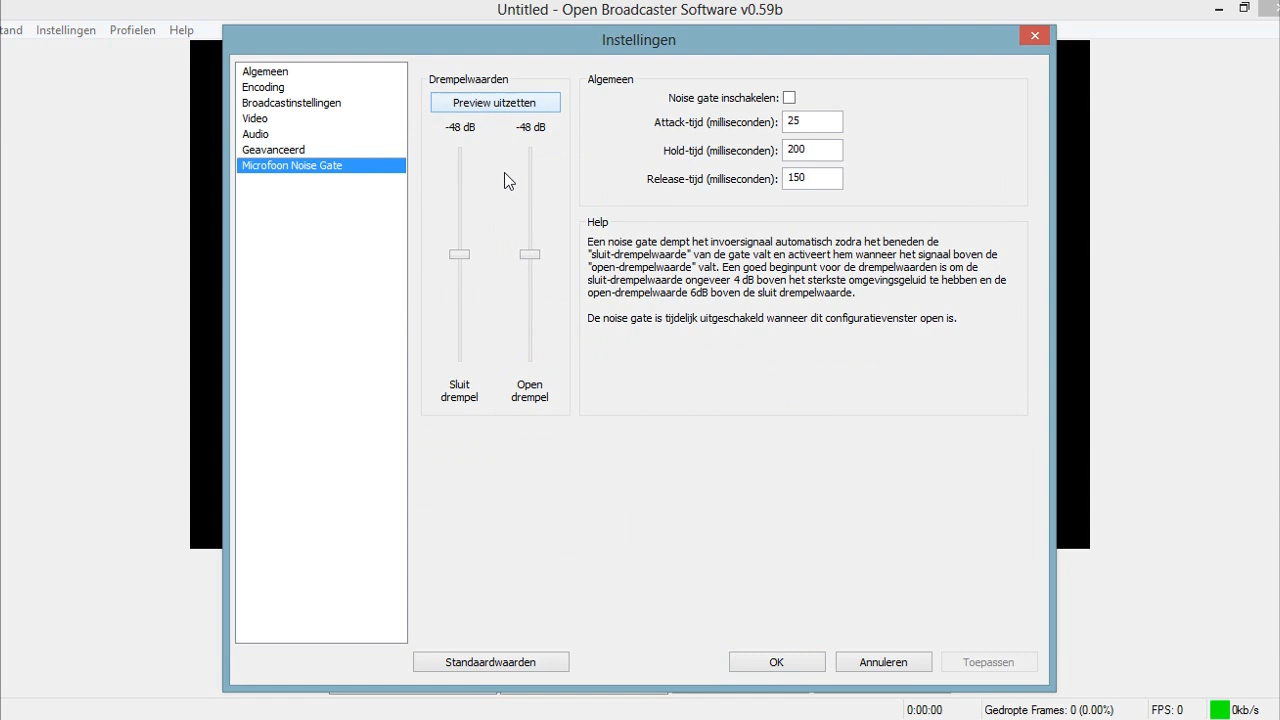 Untitled - Open Broadcaster Software v0.59b
tand Instellingen Profielen Help
Instellingen
Algemeen
Encoding
Broadcastinstellingen
Video
Audio
Geavanceerd
Microfoon Noise Gate
Drempelwaarden
Preview uitzetten
-48 dB -48 dB
Sluit drempel
Open drempel
Algemeen
Noise gate inschakelen:
Attack-tijd (milliseconden): 25
Hold-tijd (milliseconden): 200
Release-tijd (milliseconden): 150
Help
Een noise gate dempt het invoersignaal automatisch zodra het beneden de
"sluit-drempelwaarde" van de gate valt en activeert hem wanneer het signaal boven de
"open-drempelwaarde" valt. Een goed beginpunt voor de drempelwaarden is om de
sluit-drempelwaarde ongeveer 4 dB boven het sterkste omgevingsgeluid te hebben en de
open-drempelwaarde 6dB boven de sluit drempelwaarde.
De noise gate is tijdelijk uitgeschakeld wanneer dit configuratievenster open is.
Standaardwaarden OK Annuleren Toepassen
0:00:00 Gedropte Frames: 0 (0.00%) FPS: 0 0kb/s